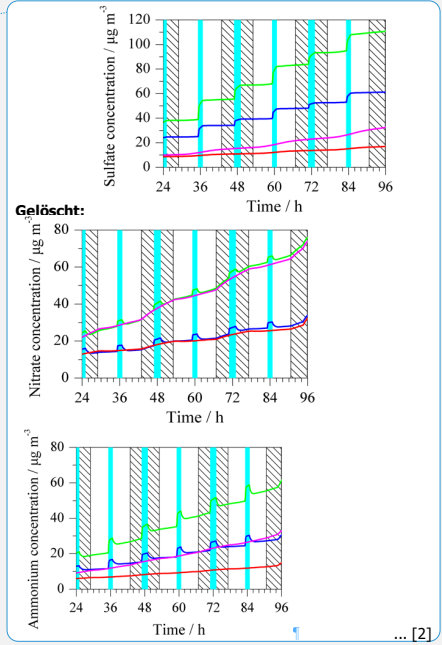 Sulfate concentration / µg m-3
120
100
80
60
40
20
0
24 36 48 60 72 84 96
Time / h
Gelöscht:
Nitrate concentration / µg m-3
80
60
40
20
0
24 36 48 60 72 84 96
Time / h
Ammonium concentration / µg m-3
80
60
40
20
0
24 36 48 60 72 84 96
Time / h
¶
... [2]